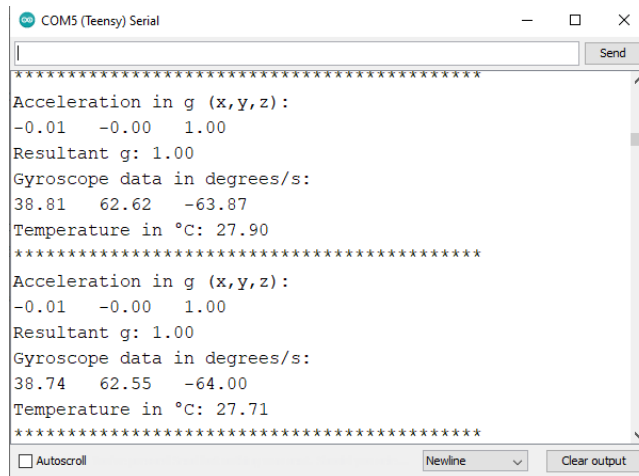 COM5 (Teensy) Serial
Send
********************************************
Acceleration in g (x,y,z):
-0.01   -0.00   1.00
Resultant g: 1.00
Gyroscope data in degrees/s:
38.81   62.62   -63.87
Temperature in °C: 27.90
********************************************
Acceleration in g (x,y,z):
-0.01   -0.00   1.00
Resultant g: 1.00
Gyroscope data in degrees/s:
38.74   62.55   -64.00
Temperature in °C: 27.71
********************************************
Autoscroll Newline Clear output